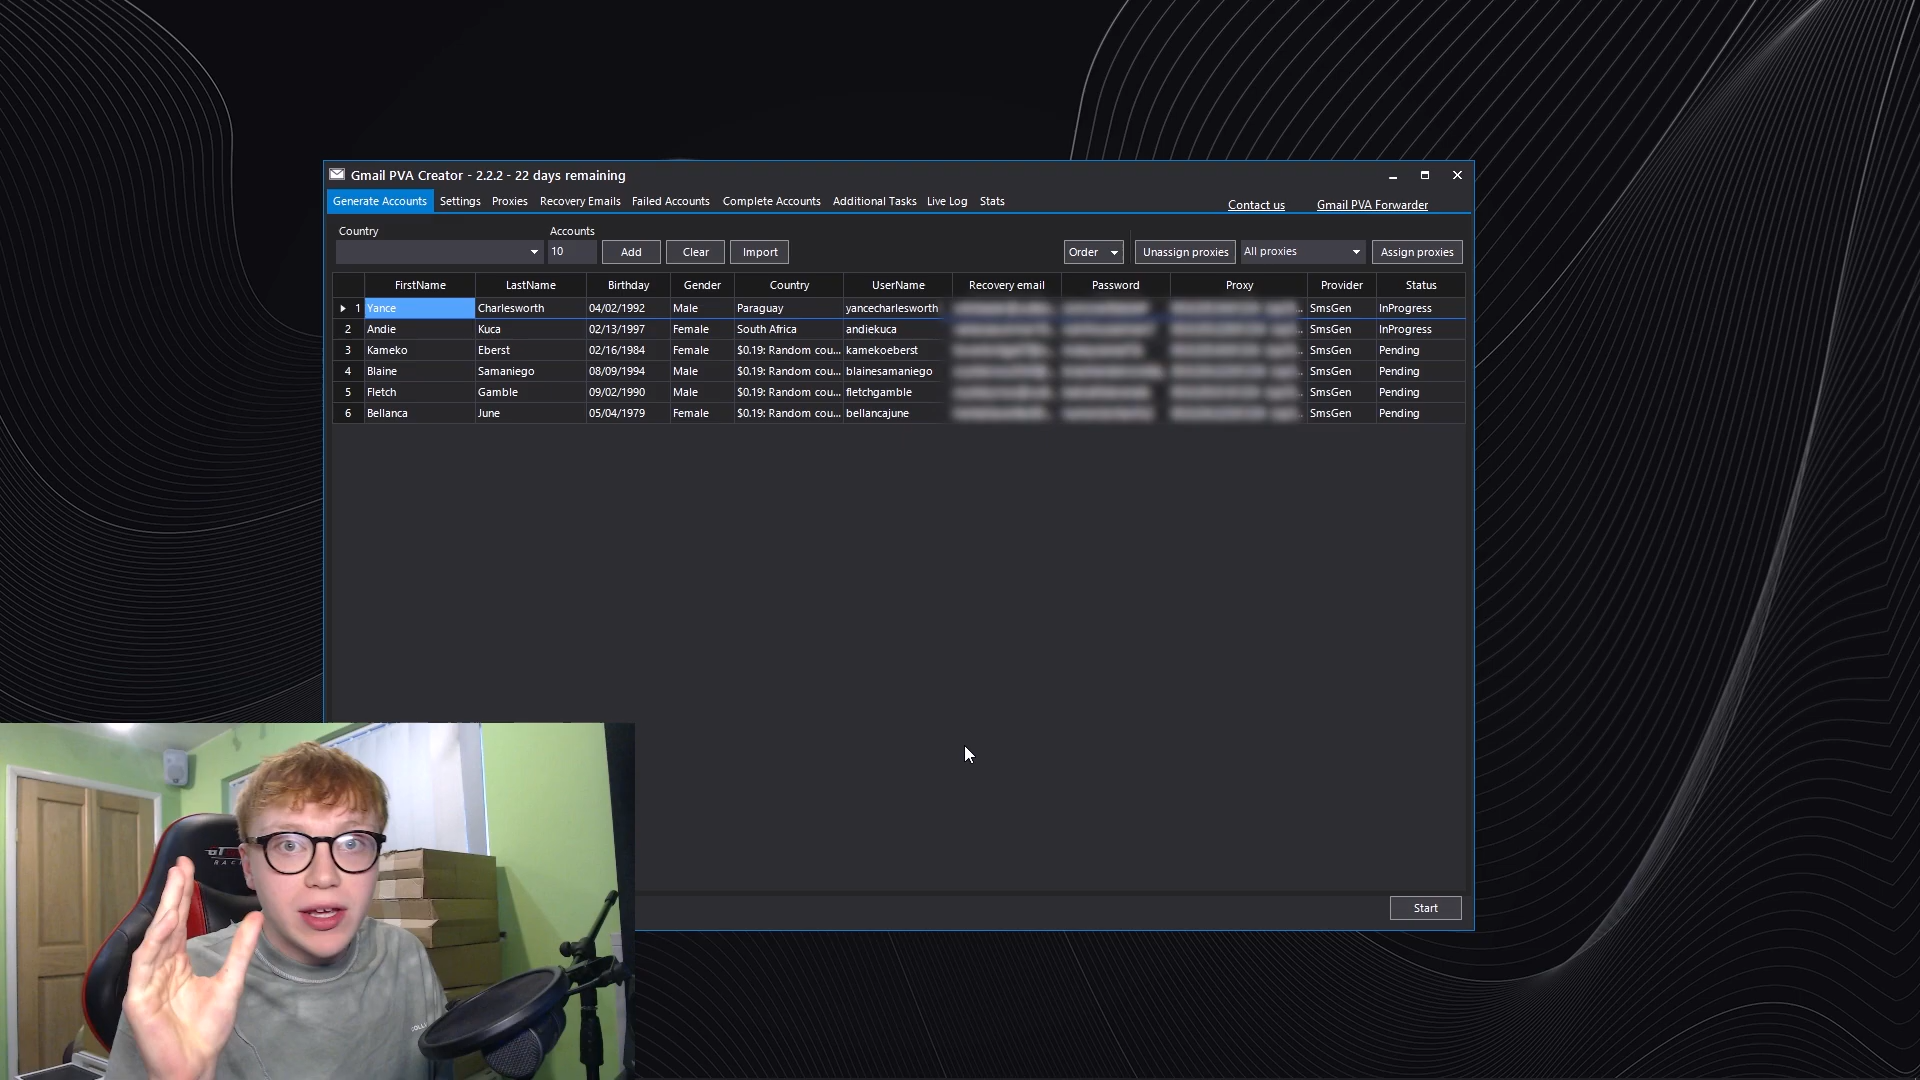 Gmail PVA Creator - 2.2.2 - 22 days remaining
Generate Accounts Settings Proxies Recovery Emails Failed Accounts Complete Accounts Additional Tasks Live Log Stats
Contact us Gmail PVA Forwarder
Country Accounts
10 Add Clear Import Order Unassign proxies All proxies Assign proxies
FirstName LastName Birthday Gender Country UserName Recovery email Password Proxy Provider Status
1 Yance Charlesworth 04/02/1992 Male Paraguay yancecharlesworth SmsGen InProgress
2 Andie Kuca 02/13/1997 Female South Africa andiekuca SmsGen InProgress
3 Kameko Eberst 02/16/1984 Female $0.19: Random cou... kamekoeberst SmsGen Pending
4 Blaine Samaniego 08/09/1994 Male $0.19: Random cou... blainesamaniego SmsGen Pending
5 Fletch Gamble 09/02/1990 Male $0.19: Random cou... fletchgamble SmsGen Pending
6 Bellanca June 05/04/1979 Female $0.19: Random cou... bellancajune SmsGen Pending
Start